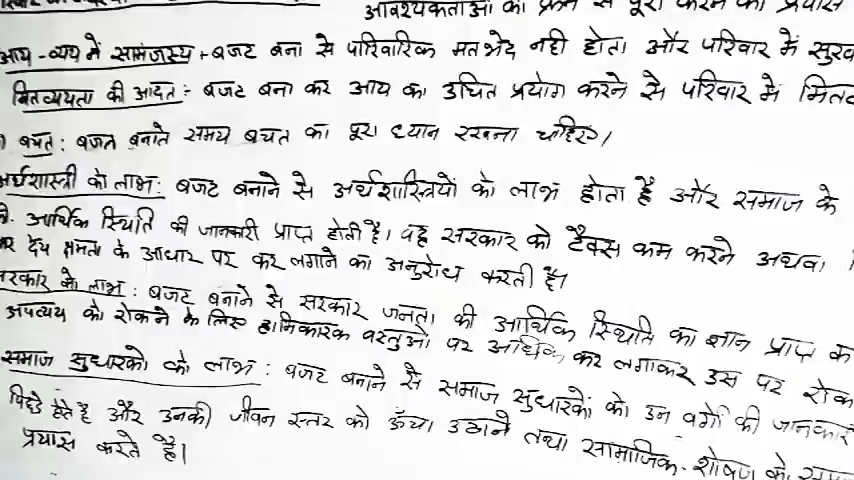 आवश्यकताओं को क्रम से पूरा करने का प्रयास
आय-व्यय में सामंजस्य :- बजट बना से पारिवारिक मतभेद नही होता। और परिवार में
मितव्ययता की आदत :- बजट बना कर आय का उचित प्रयोग करने से परिवार में
बचत : बजत बनाते समय बचत का पूरा ध्यान रखना चाहिए।
अर्थशास्त्री को लाभ : बजट बनाने से अर्थशास्त्रियों को लाभ होता है और समाज के
आर्थिक स्थिति की जानकारी प्राप्त होती है। वह सरकार को टैक्स कम करने अथवा
देय क्षमता के आधार पर कर लगाने का अनुरोध करती है।
सरकार को लाभ : बजट बनाने से सरकार जनता की आर्थिक स्थिति का ज्ञान प्राप्त
अपव्यय को रोकने के लिए हानिकारक वस्तुओं पर अधिक कर लगाकर उस पर रोक
समाज सुधारको को लाभ : बजट बनाने से समाज सुधारकों को उन वर्गो की
पिछडे होते है और उनकी जीवन स्तर को ऊँचा उठाने तथा सामाजिक-शोषण को
प्रयास करते है।